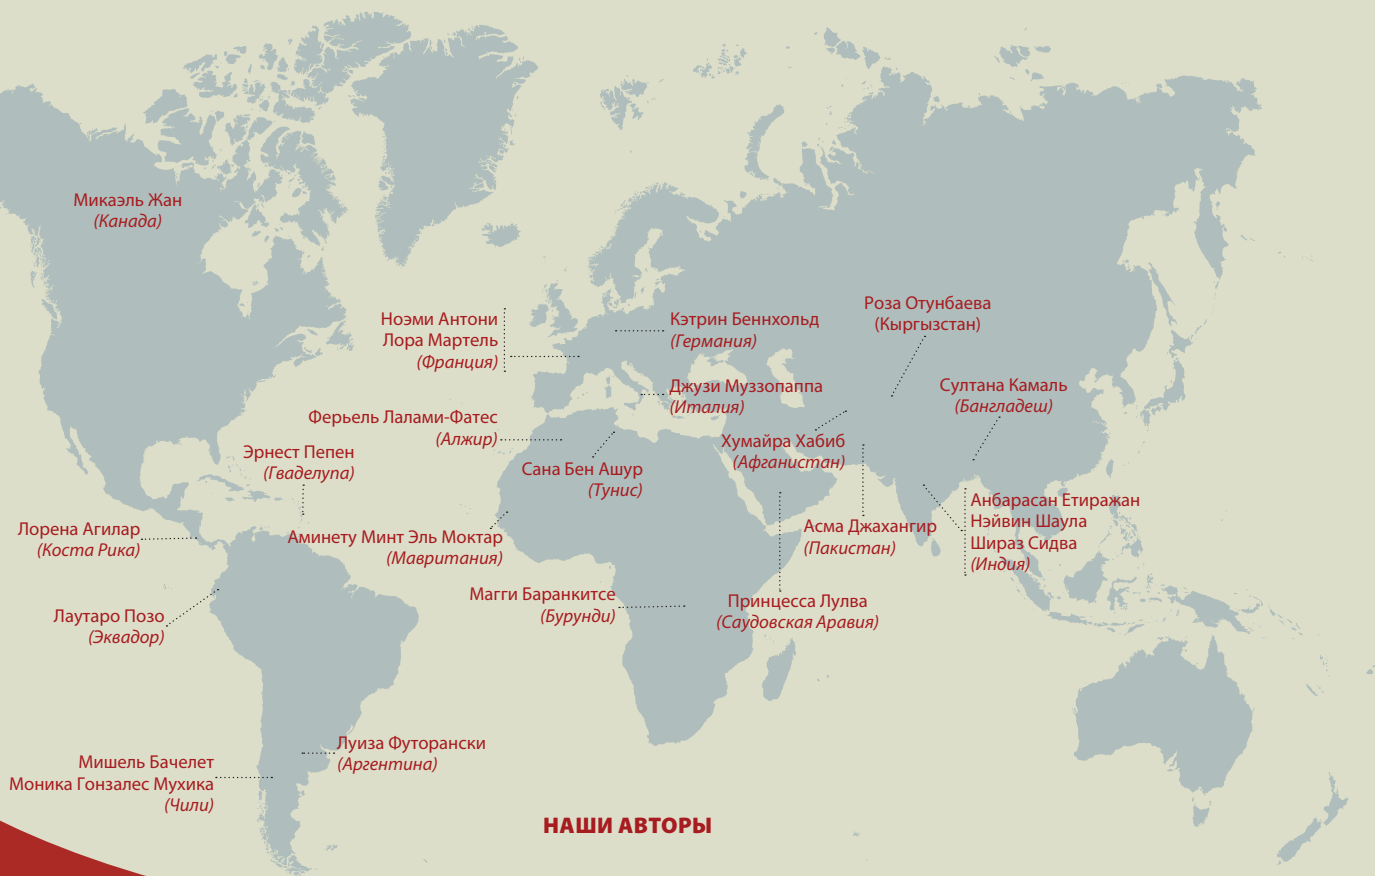 Микаэль Жан
(Канада)
Роза Отунбаева
(Кыргызстан)
Ноэми Антони
Лора Мартель
(Франция)
Кэтрин Беннхольд
(Германия)
Джузи Муззопаппа
(Италия)
Султана Камаль
(Бангладеш)
Ферьель Лалами-Фатес
(Алжир)
Хумайра Хабиб
(Афганистан)
Эрнест Пепен
(Гваделупа)
Сана Бен Ашур
(Тунис)
Анбарасан Етиражан
Нэйвин Шаула
Шираз Сидва
(Индия)
Лорена Агилар
(Коста Рика)
Аминету Минт Эль Моктар
(Мавритания)
Асма Джахангир
(Пакистан)
Магги Баранкитсе
(Бурунди)
Принцесса Лулва
(Саудовская Аравия)
Лаутаро Позо
(Эквадор)
Луиза Футорански
(Аргентина)
Мишель Бачелет
Моника Гонзалес Мухика
(Чили)
НАШИ АВТОРЫ